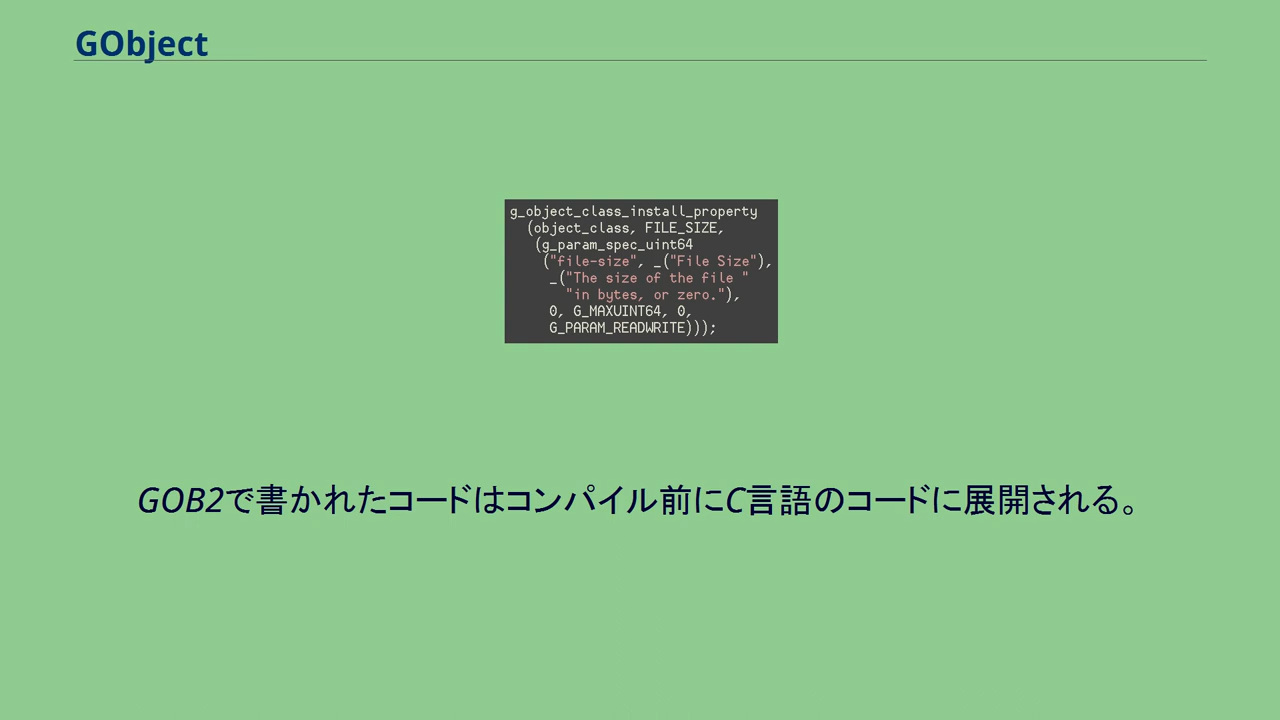 GObject
g_object_class_install_property
(object_class, FILE_SIZE,
(g_param_spec_uint64
("file-size", _("File Size"),
_("The size of the file "
"in bytes, or zero."),
0, G_MAXUINT64, 0,
G_PARAM_READWRITE)));
GOB2で書かれたコードはコンパイル前にC言語のコードに展開される。